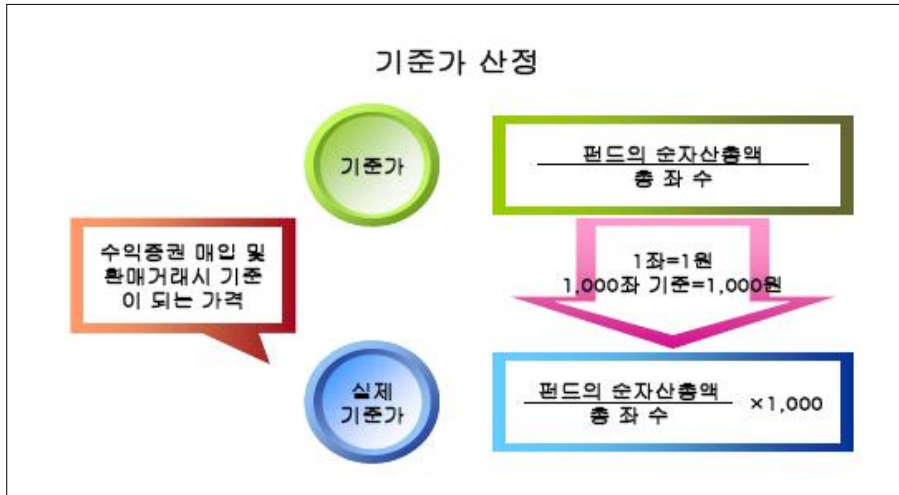 기준가 산정
기준가
펀드의 순자산총액
총 좌 수
수익증권 매입 및
환매거래시 기준
이 되는 가격
1좌=1원
1,000좌 기준=1,000원
실제
기준가
펀드의 순자산총액
총 좌 수
×1,000